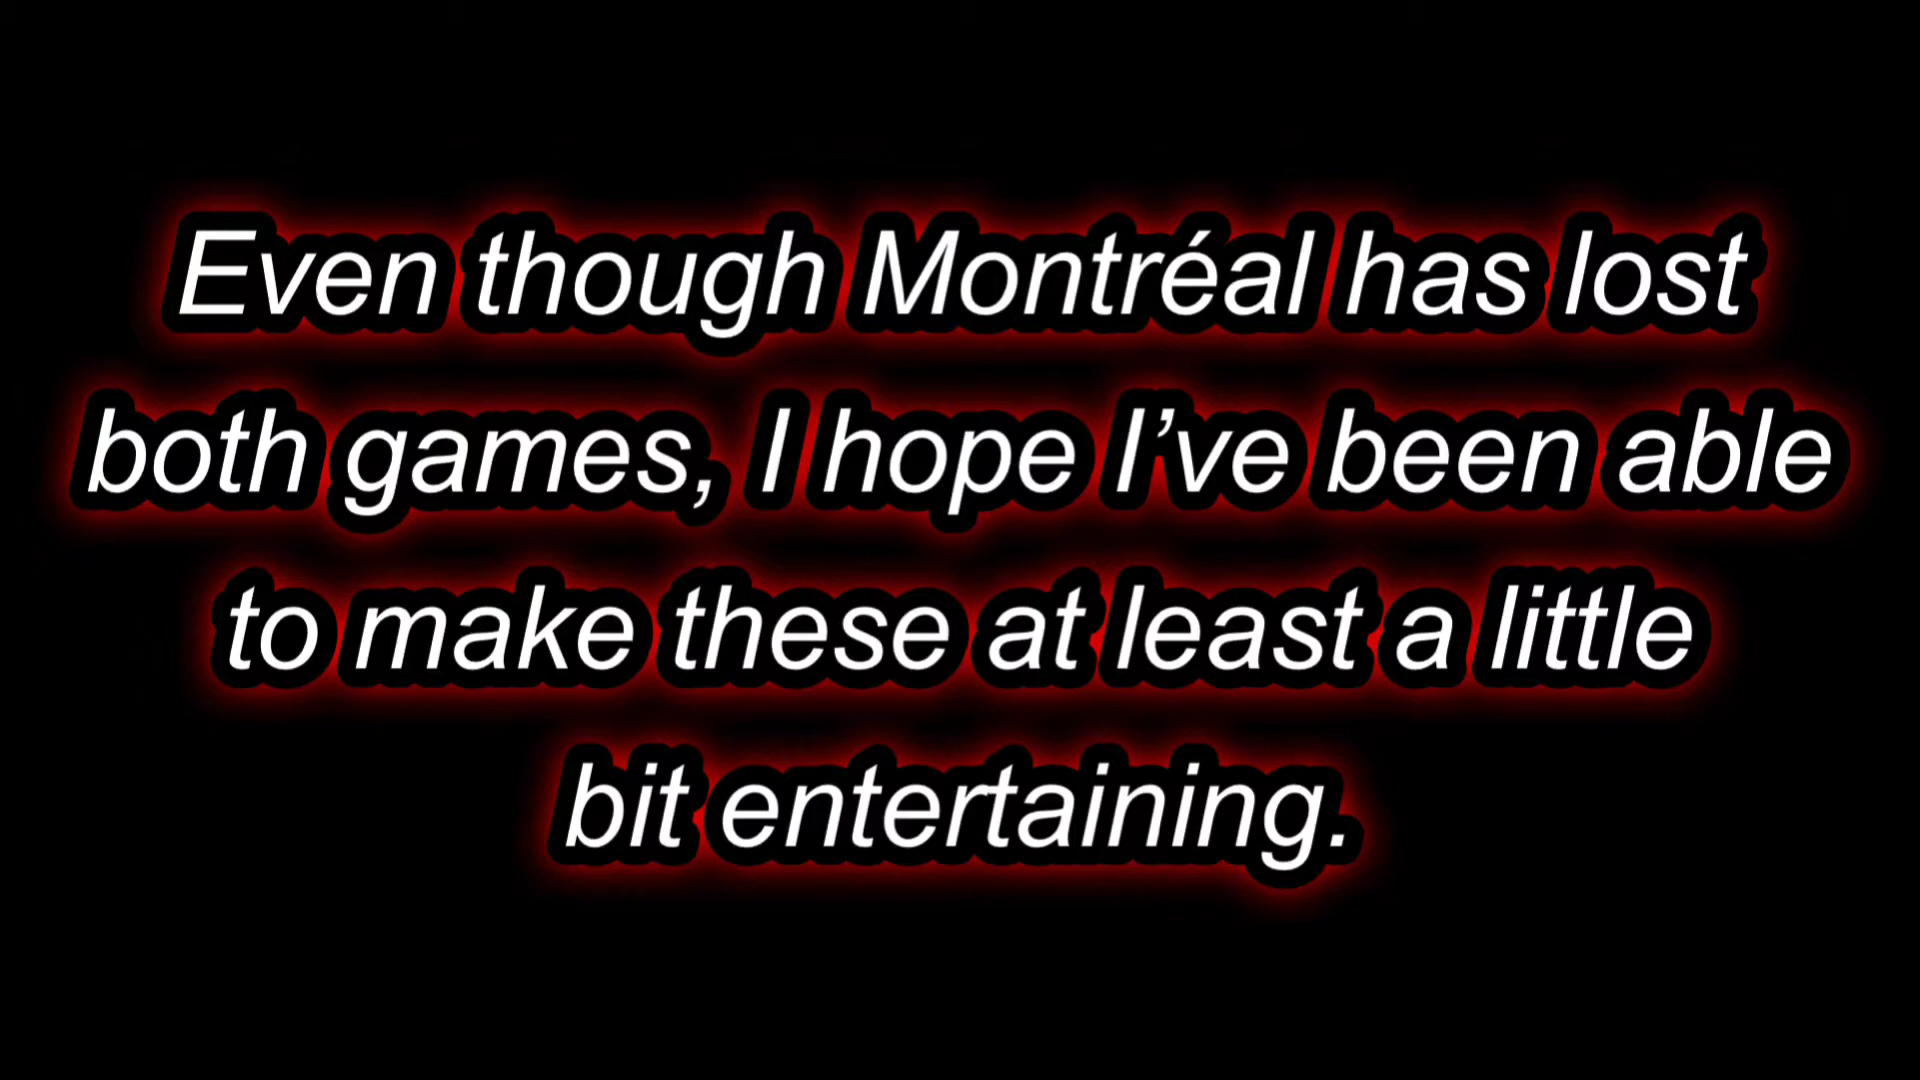 Even though Montréal has lost
both games, I hope I’ve been able
to make these at least a little
bit entertaining.